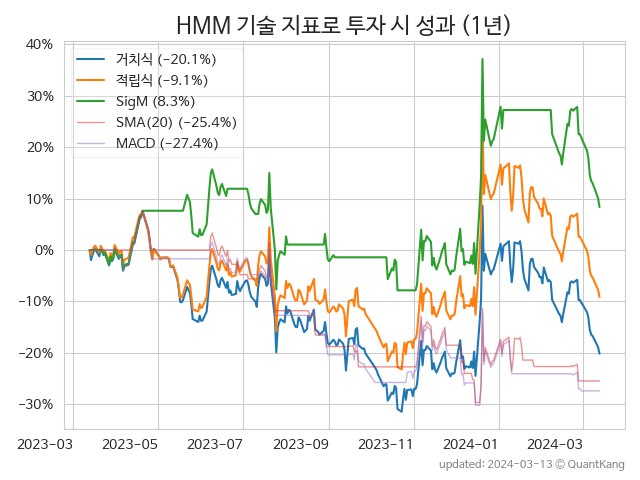 HMM 기술 지표로 투자 시 성과 (1년)
40%
30%
20%
10%
0%
−10%
−20%
−30%
거치식 (−20.1%)
적립식 (−9.1%)
SigM (8.3%)
SMA(20) (−25.4%)
MACD (−27.4%)
2023-03 2023-05 2023-07 2023-09 2023-11 2024-01 2024-03
updated: 2024-03-13 ⓒ QuantKang